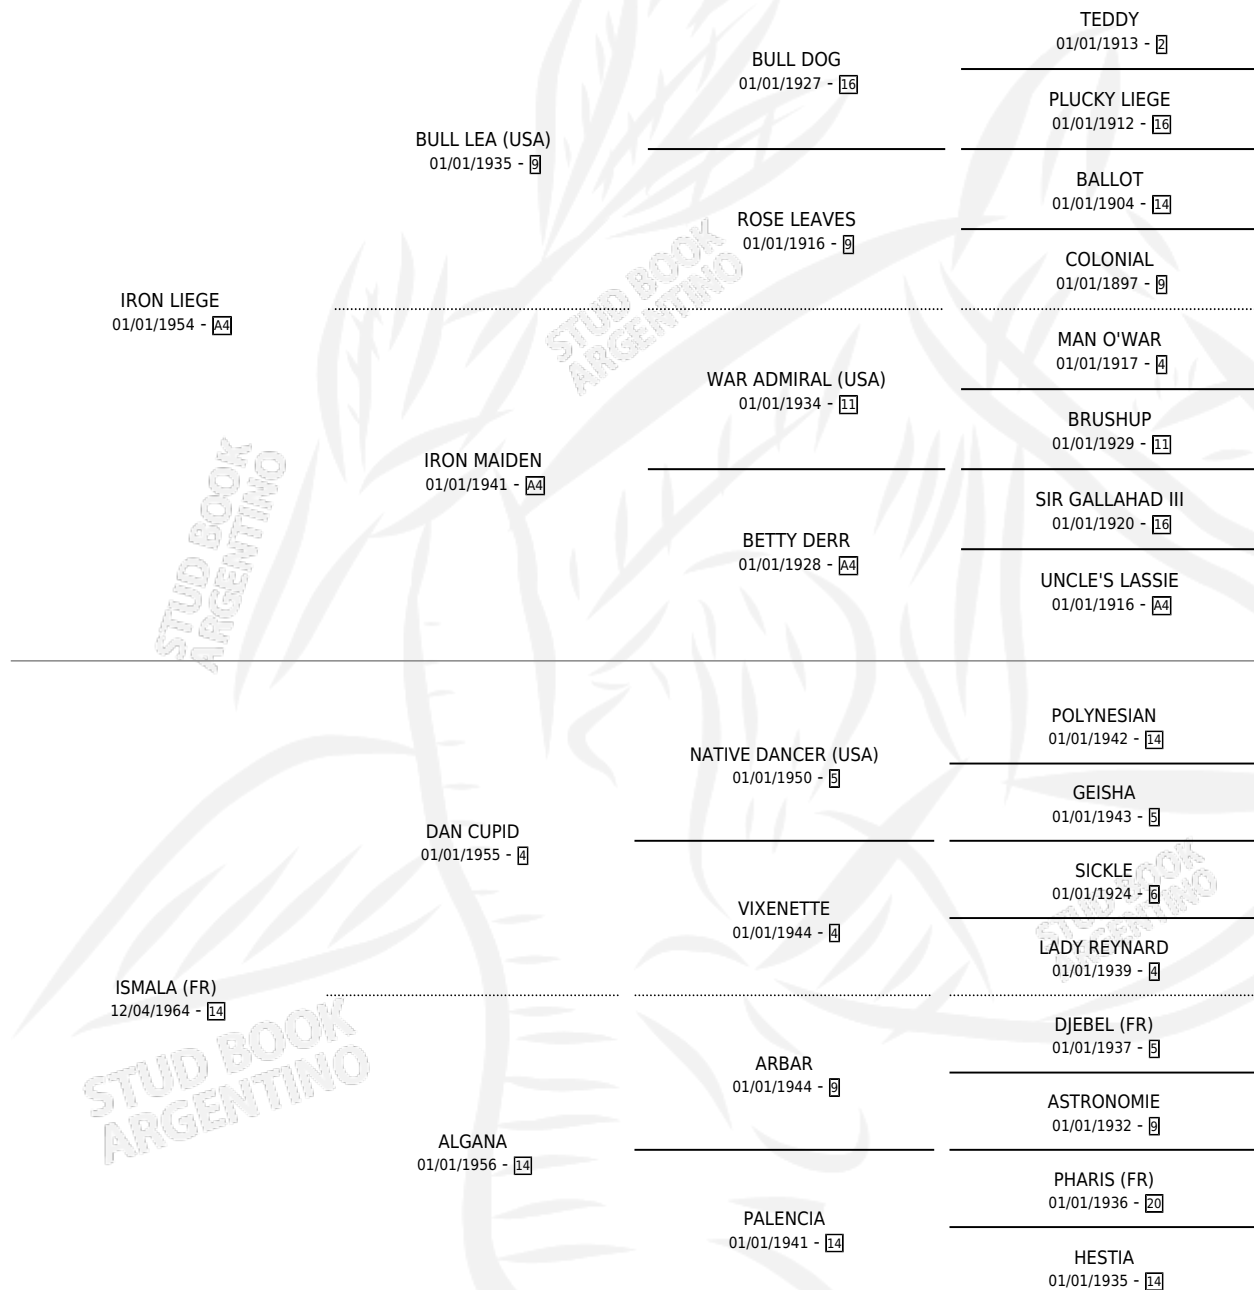 TEDDY
01/01/1913 - 2
BULL DOG
01/01/1927 - 16
PLUCKY LIEGE
01/01/1912 - 16
BULL LEA (USA)
01/01/1935 - 9
BALLOT
01/01/1904 - 14
ROSE LEAVES
01/01/1916 - 9
COLONIAL
01/01/1897 - 9
IRON LIEGE
01/01/1954 - A4
MAN O'WAR
01/01/1917 - 4
WAR ADMIRAL (USA)
01/01/1934 - 11
BRUSHUP
01/01/1929 - 11
IRON MAIDEN
01/01/1941 - A4
SIR GALLAHAD III
01/01/1920 - 16
BETTY DERR
01/01/1928 - A4
UNCLE'S LASSIE
01/01/1916 - A4
POLYNESIAN
01/01/1942 - 14
NATIVE DANCER (USA)
01/01/1950 - 5
GEISHA
01/01/1943 - 5
DAN CUPID
01/01/1955 - 4
SICKLE
01/01/1924 - 6
VIXENETTE
01/01/1944 - 4
LADY REYNARD
01/01/1939 - 4
ISMALA (FR)
12/04/1964 - 14
DJEBEL (FR)
01/01/1937 - 5
ARBAR
01/01/1944 - 9
ASTRONOMIE
01/01/1932 - 9
ALGANA
01/01/1956 - 14
PHARIS (FR)
01/01/1936 - 20
PALENCIA
01/01/1941 - 14
HESTIA
01/01/1935 - 14
STUD BOOK
ARGENTINO
STUD BOOK
ARGENTINO
STUD BOOK
ARGENTINO
STUD BOOK
ARGENTINO